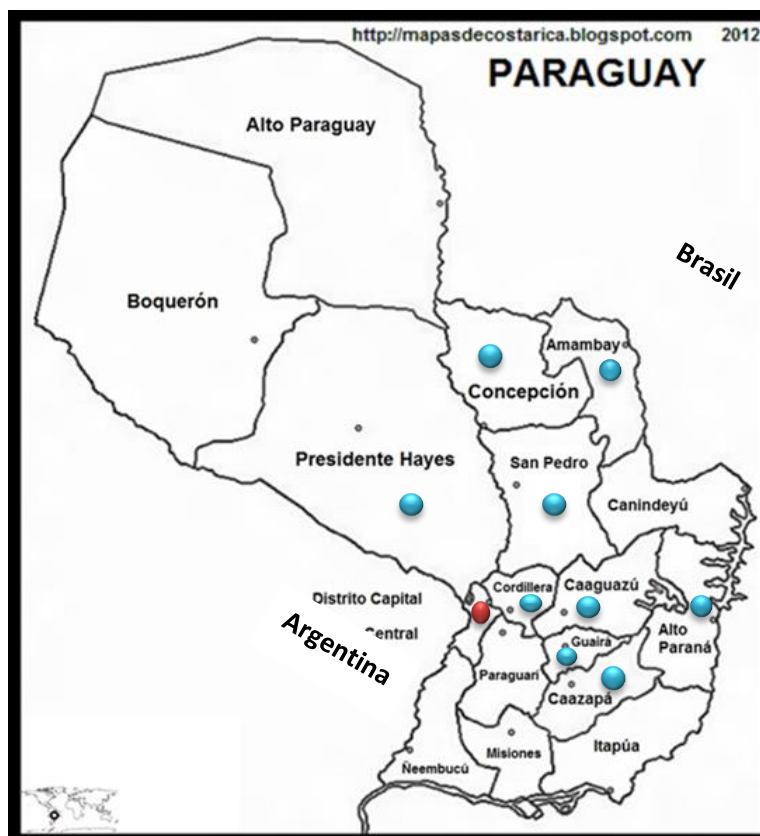 http://mapasdecostarica.blogspot.com 2012
PARAGUAY
Alto Paraguay
Brasil
Boquerón
Amambay
Concepción
Presidente Hayes
San Pedro
Canindeyú
Cordillera
Caaguazú
Distrito Capital
Argentina
Guairá
Alto
Paraná
Paraguarí
Caazapá
Itapúa
Misiones
Ñeembucú